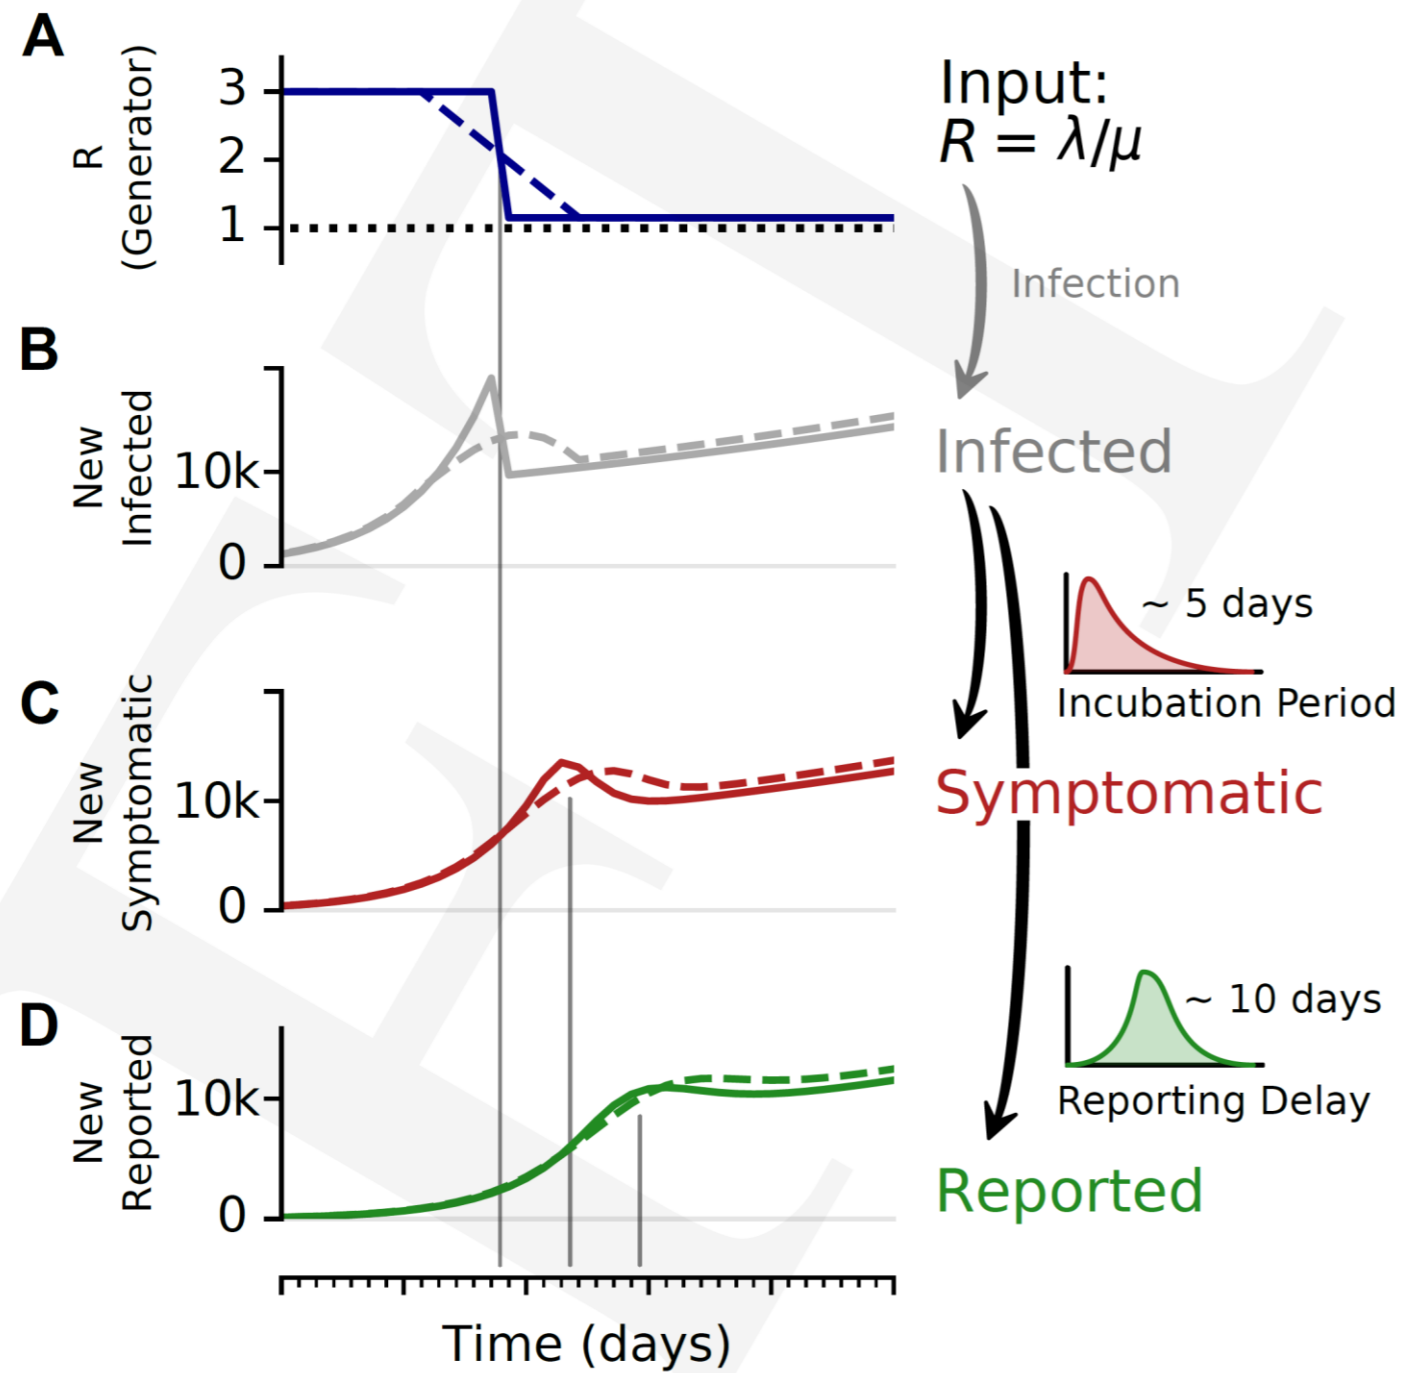 A
R
(Generator)
3
2
1
Input:
R = λ/μ
Infection
B
New
Infected
10k
0
Infected
~ 5 days
Incubation Period
C
New
Symptomatic
10k
0
Symptomatic
~ 10 days
Reporting Delay
D
New
Reported
10k
0
Reported
Time (days)